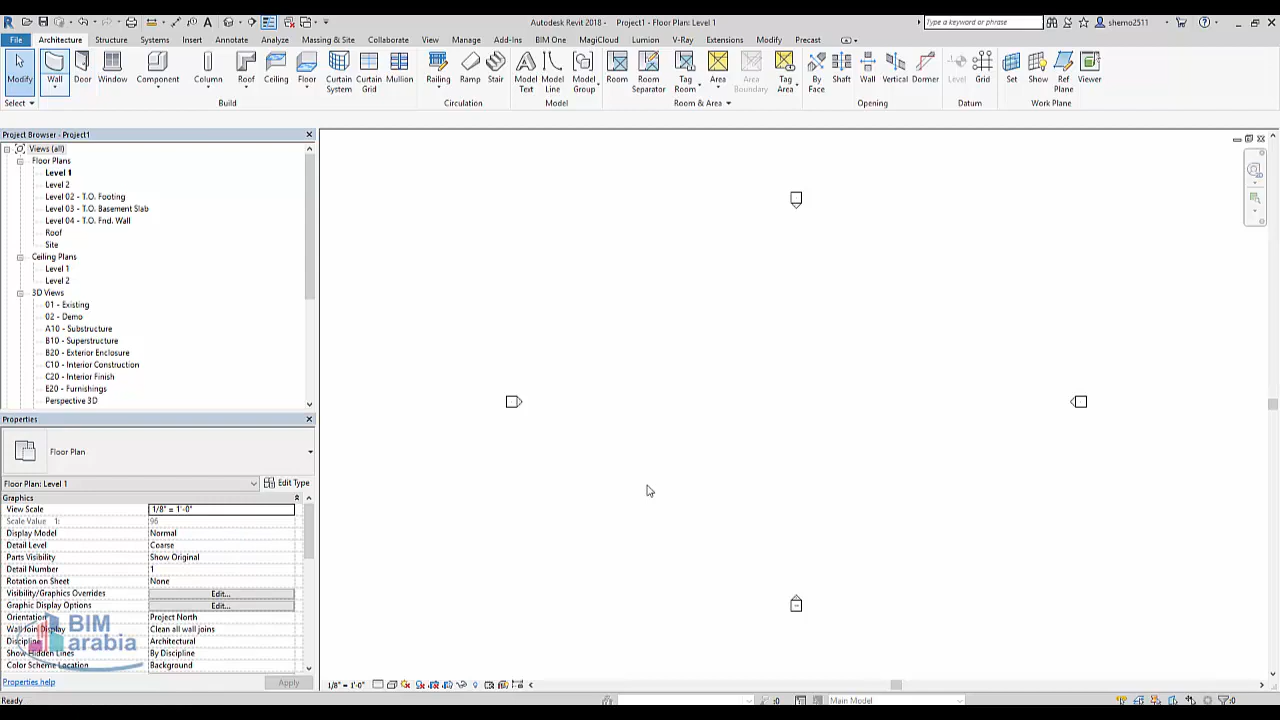 Autodesk Revit 2018 - Project1 - Floor Plan: Level 1
Type a keyword or phrase
shemo2511
File Architecture Structure Systems Insert Annotate Analyze Massing & Site Collaborate View Manage Add-Ins BIM One MagiCloud Lumion V-Ray Extensions Modify Precast
Modify Wall Door Window Component Column Roof Ceiling Floor Curtain System Curtain Grid Mullion Railing Ramp Stair Model Text Model Line Model Group Room Room Separator Tag Room Area Area Boundary Tag Area By Face Shaft Wall Vertical Dormer Level Grid Set Show Ref Plane Viewer
Select Build Circulation Model Room & Area Opening Datum Work Plane
Project Browser - Project1
Views (all)
Floor Plans
Level 1
Level 2
Level 02 - T.O. Footing
Level 03 - T.O. Basement Slab
Level 04 - T.O. Fnd. Wall
Roof
Site
Ceiling Plans
Level 1
Level 2
3D Views
01 - Existing
02 - Demo
A10 - Substructure
B10 - Superstructure
B20 - Exterior Enclosure
C10 - Interior Construction
C20 - Interior Finish
E20 - Furnishings
Perspective 3D
Properties
Floor Plan
Floor Plan: Level 1 Edit Type
Graphics
View Scale 1/8" = 1'-0"
Scale Value 1: 96
Display Model Normal
Detail Level Coarse
Parts Visibility Show Original
Detail Number 1
Rotation on Sheet None
Visibility/Graphics Overrides Edit...
Graphic Display Options Edit...
Orientation Project North
Display Clean all wall joins
Discipline Architectural
Show Hidden Lines By Discipline
Color Scheme Location Background
BIM
arabia
Properties help Apply
1/8" = 1'-0"
Ready :0 Main Model :0